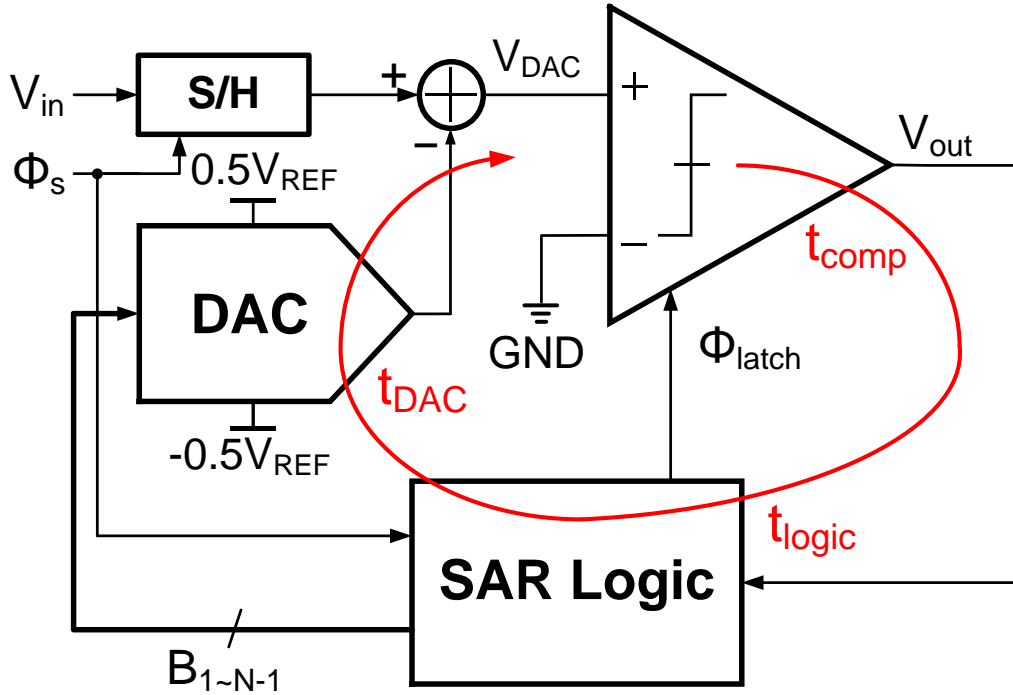 V_DAC
+
V_in
S/H
+
V_out
−
Φ_s
0.5V_REF
t_comp
−
DAC
GND
Φ_latch
t_DAC
-0.5V_REF
t_logic
SAR Logic
B_1~N-1